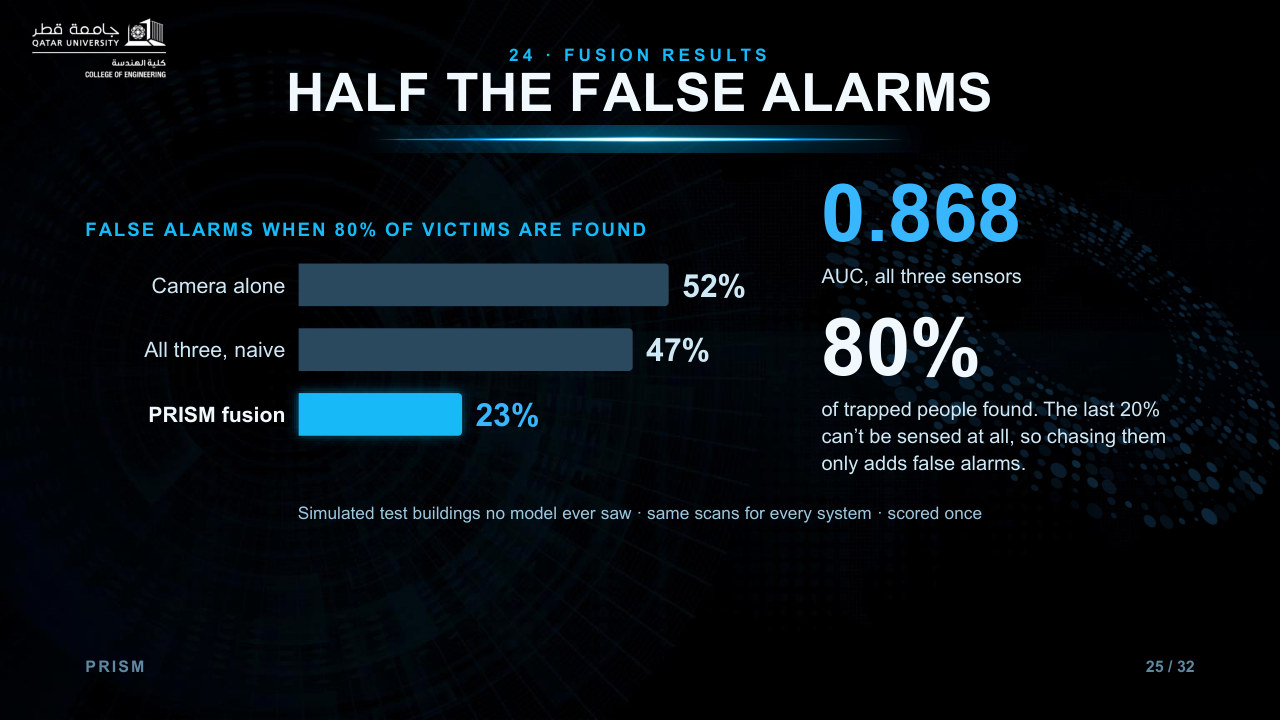 جامعة قطر
QATAR UNIVERSITY
كلية الهندسة
COLLEGE OF ENGINEERING
24 · FUSION RESULTS
HALF THE FALSE ALARMS
FALSE ALARMS WHEN 80% OF VICTIMS ARE FOUND
Camera alone 52%
All three, naive 47%
PRISM fusion 23%
0.868
AUC, all three sensors
80%
of trapped people found. The last 20%
can’t be sensed at all, so chasing them
only adds false alarms.
Simulated test buildings no model ever saw · same scans for every system · scored once
PRISM
25 / 32